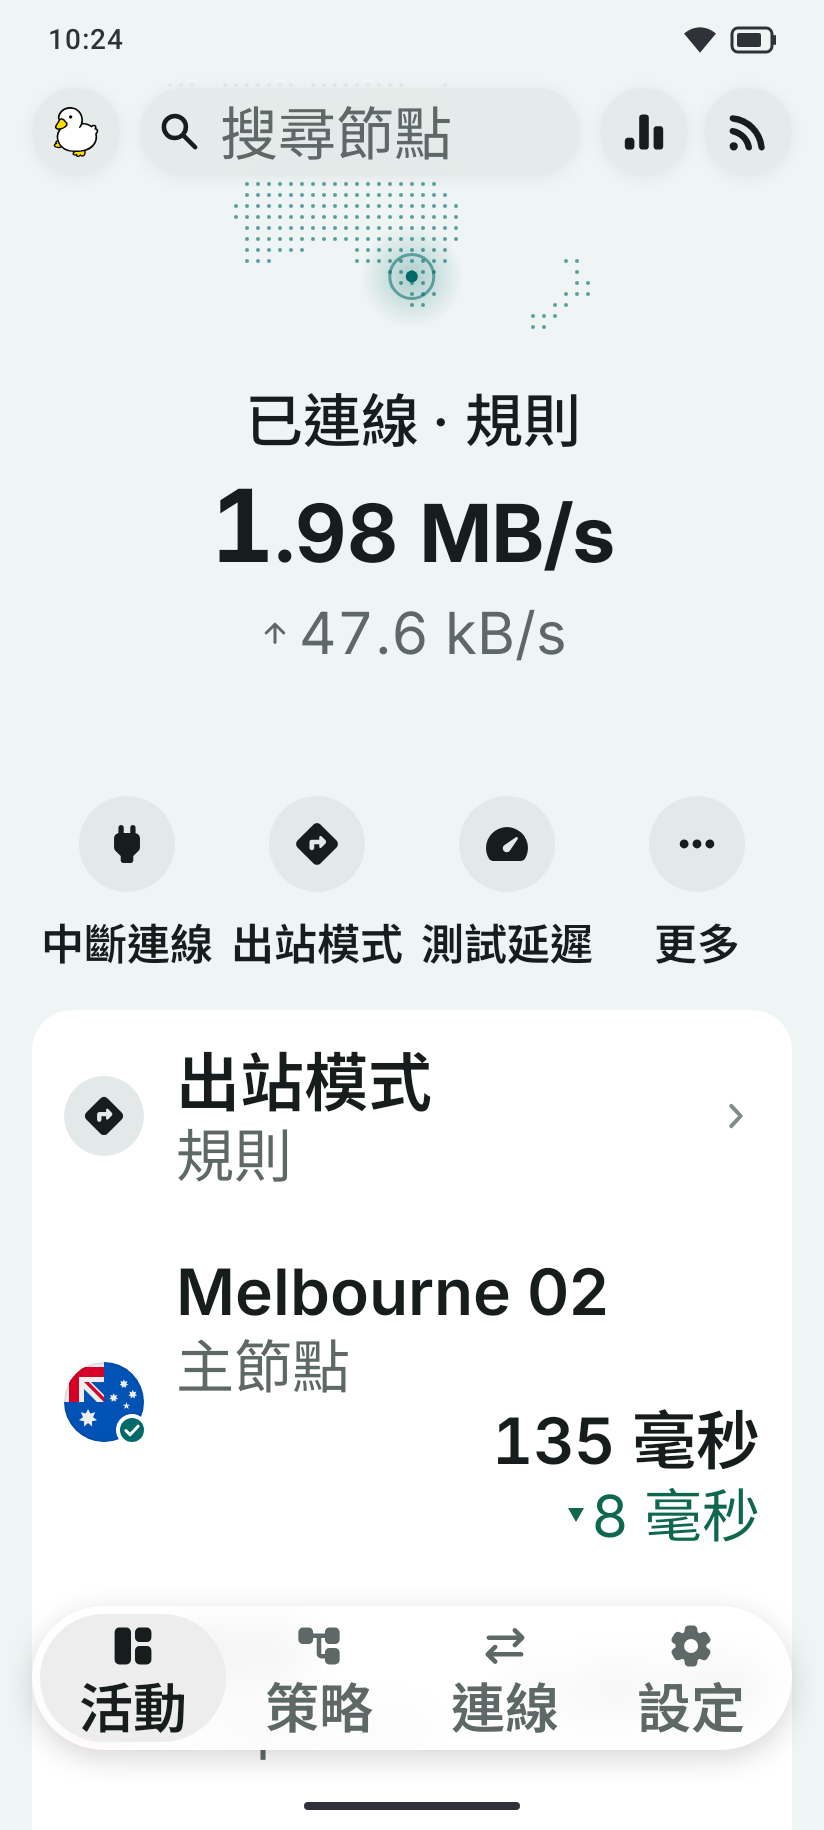 10:24
搜尋節點
已連線 · 規則
1.98 MB/s
47.6 kB/s
中斷連線
出站模式
測試延遲
更多
出站模式
規則
Melbourne 02
主節點
135 毫秒
8 毫秒
活動
策略
連線
設定